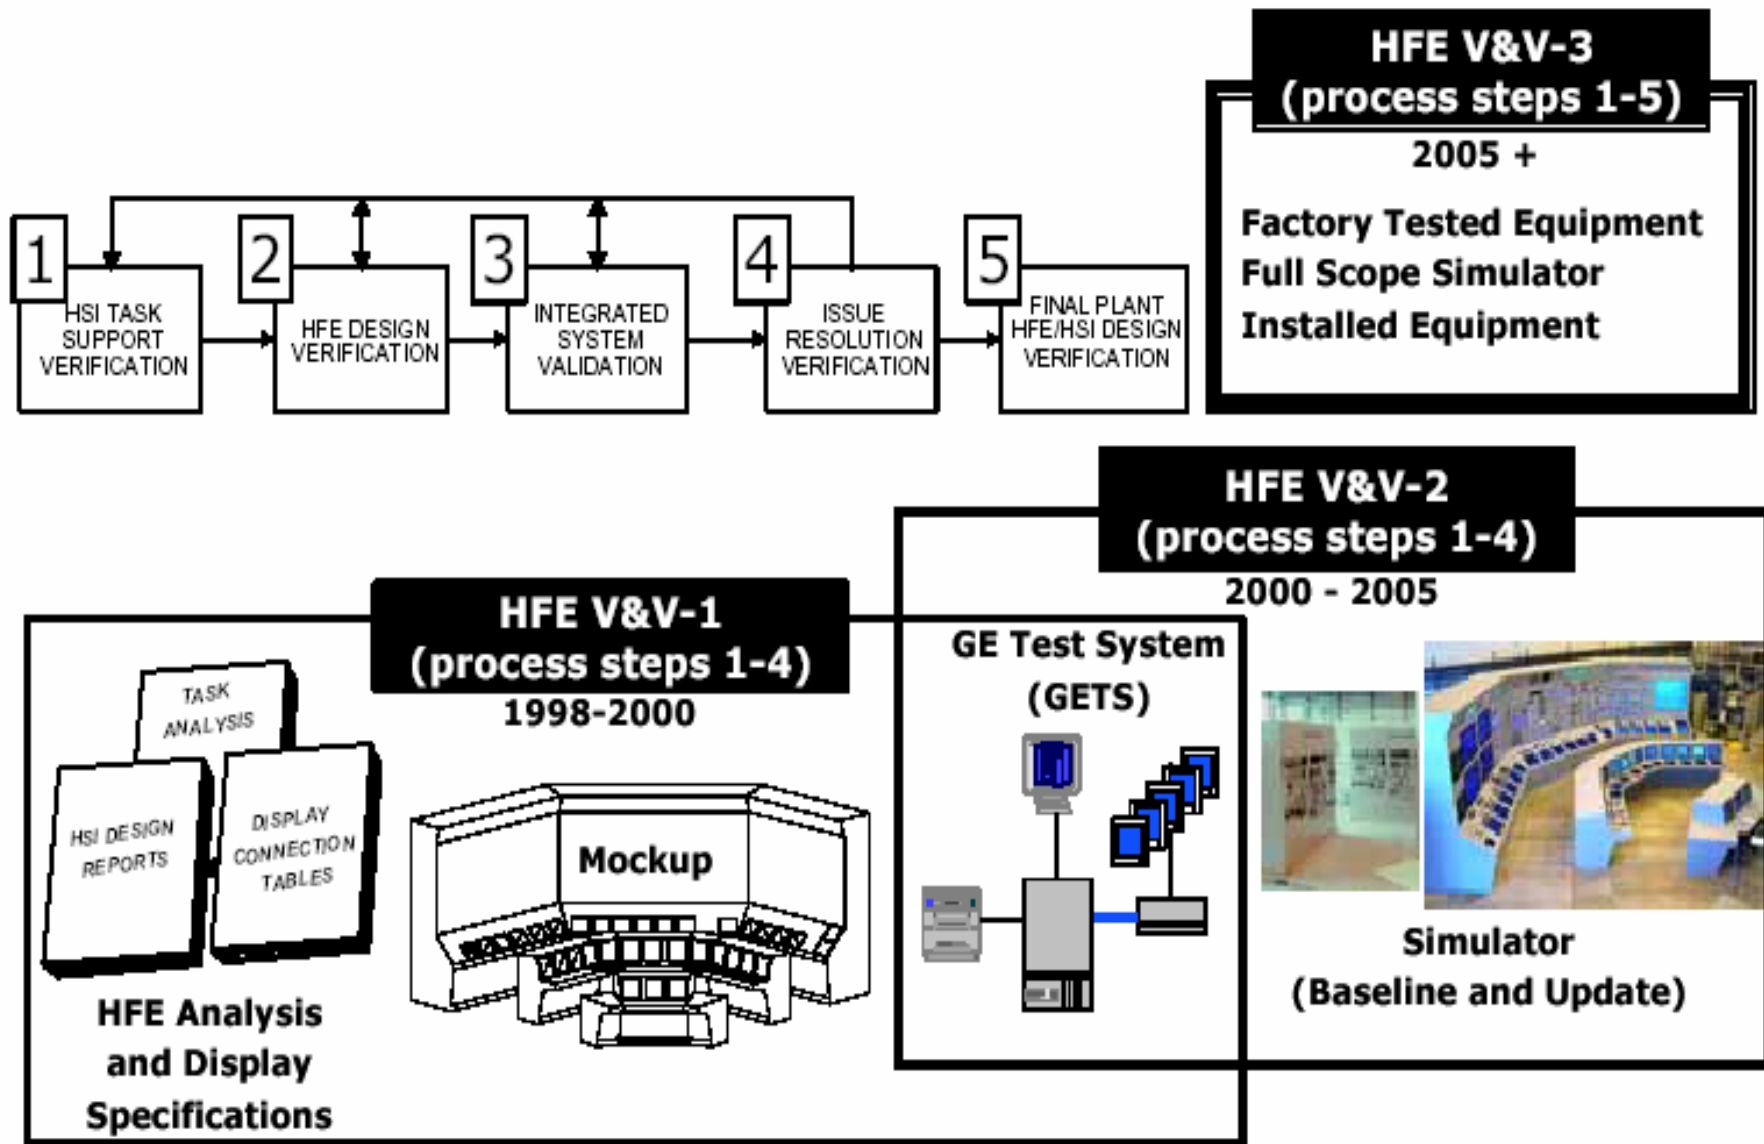 HFE V&V-3
(process steps 1-5)
2005 +
Factory Tested Equipment
Full Scope Simulator
Installed Equipment
1
HSI TASK
SUPPORT
VERIFICATION
2
HFE DESIGN
VERIFICATION
3
INTEGRATED
SYSTEM
VALIDATION
4
ISSUE
RESOLUTION
VERIFICATION
5
FINAL PLANT
HFE/HSI DESIGN
VERIFICATION
HFE V&V-2
(process steps 1-4)
2000 - 2005
HFE V&V-1
(process steps 1-4)
1998-2000
TASK
ANALYSIS
HSI DESIGN
REPORTS
DISPLAY
CONNECTION
TABLES
HFE Analysis
and Display
Specifications
Mockup
GE Test System
(GETS)
Simulator
(Baseline and Update)